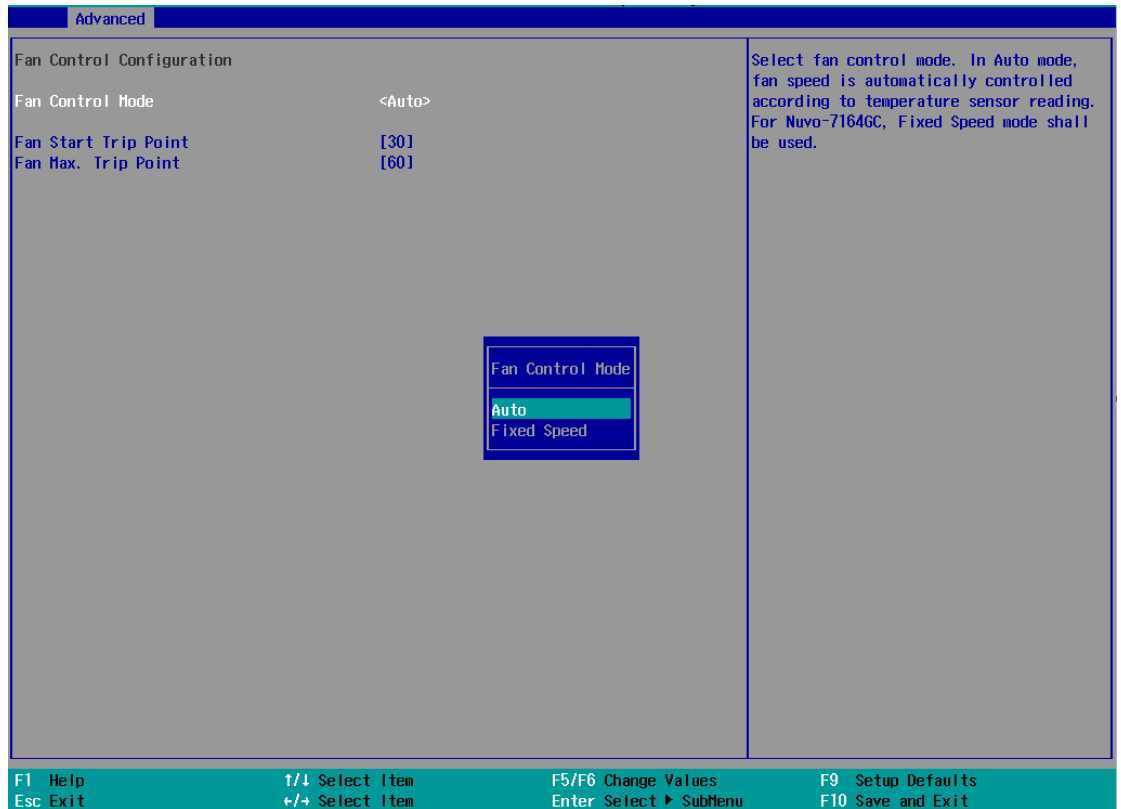 Advanced
Fan Control Configuration
Fan Control Mode <Auto>
Fan Start Trip Point [30]
Fan Max. Trip Point [60]
Select fan control mode. In Auto mode,
fan speed is automatically controlled
according to temperature sensor reading.
For Nuvo-7164GC, Fixed Speed mode shall
be used.
Fan Control Mode
Auto
Fixed Speed
F1 Help ↑/↓ Select Item F5/F6 Change Values F9 Setup Defaults
Esc Exit ←/→ Select Item Enter Select ▶ SubMenu F10 Save and Exit